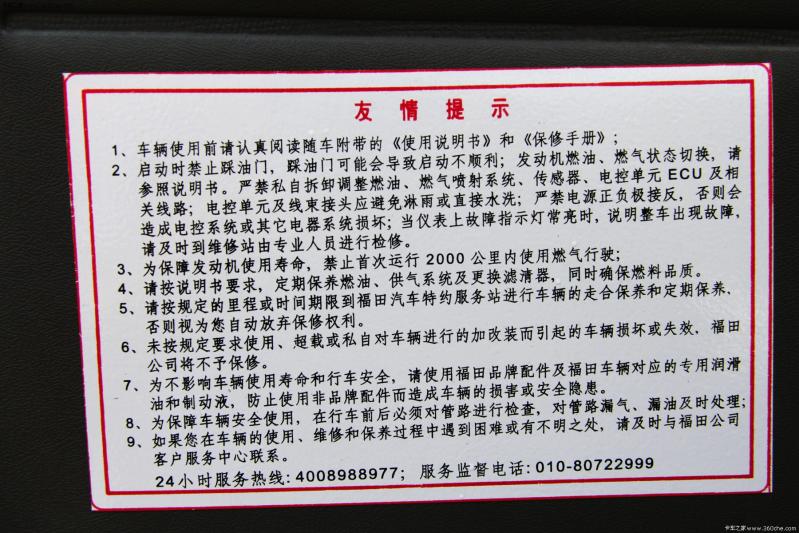 友情提示
1、车辆使用前请认真阅读随车附带的《使用说明书》和《保修手册》;
2、启动时禁止踩油门，踩油门可能会导致启动不顺利；发动机燃油、燃气状态切换，请
参照说明书。严禁私自拆卸调整燃油、燃气喷射系统、传感器、电控单元ECU及相
关线路；电控单元及线束接头应避免淋雨或直接水洗；严禁电源正负极接反，否则会
造成电控系统或其它电器系统损坏；当仪表上故障指示灯常亮时，说明整车出现故障，
请及时到维修站由专业人员进行检修。
3、为保障发动机使用寿命，禁止首次运行2000公里内使用燃气行驶；
4、请按说明书要求，定期保养燃油、供气系统及更换滤清器，同时确保燃料品质。
5、请按规定的里程或时间期限到福田汽车特约服务站进行车辆的走合保养和定期保养，
否则视为您自动放弃保修权利。
6、未按规定要求使用、超载或私自对车辆进行的加改装而引起的车辆损坏或失效，福田
公司将不予保修。
7、为不影响车辆使用寿命和行车安全，请使用福田品牌配件及福田车辆对应的专用润滑
油和制动液，防止使用非品牌配件而造成车辆的损害或安全隐患。
8、为保障车辆安全使用，在行车前后必须对管路进行检查，对管路漏气、漏油及时处理；
9、如果您在车辆的使用、维修和保养过程中遇到困难或有不明之处，请及时与福田公司
客户服务中心联系。
24小时服务热线：4008988977；服务监督电话：010-80722999
卡车之家 www.360che.com